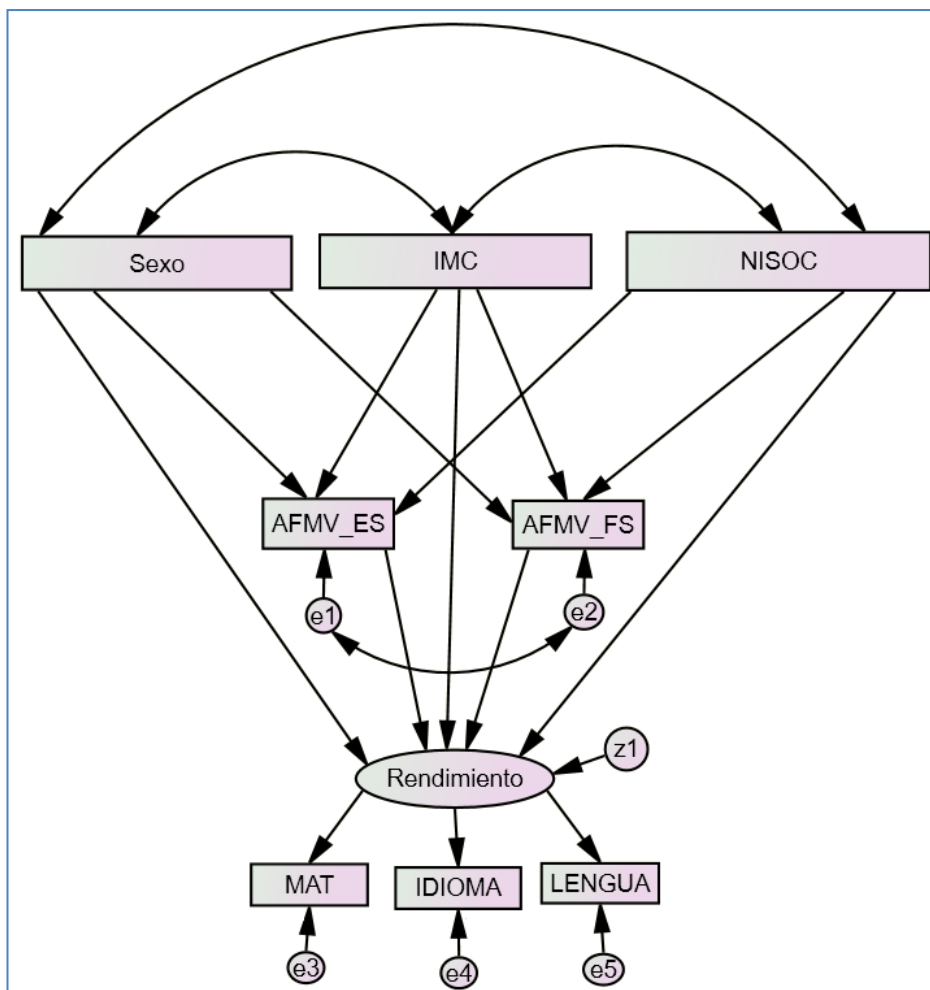 Sexo
IMC
NISOC
AFMV_ES
AFMV_FS
e1
e2
z1
Rendimiento
MAT
IDIOMA
LENGUA
e3
e4
e5